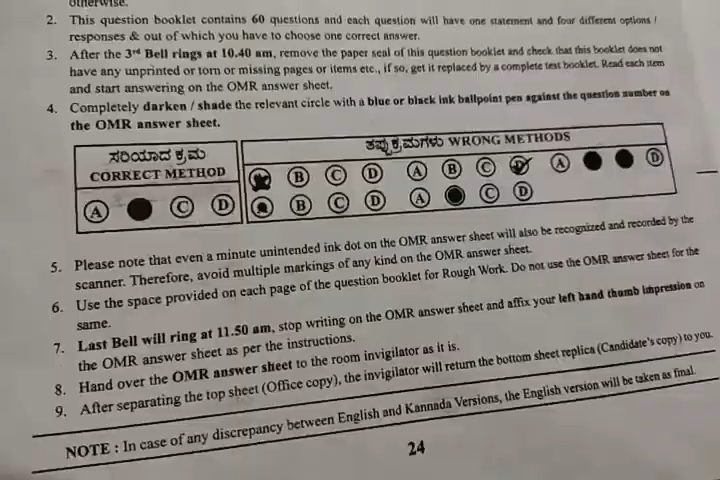 otherwise.
2. This question booklet contains 60 questions and each question will have one statement and four different options /
responses & out of which you have to choose one correct answer.
3. After the 3rd Bell rings at 10.40 am, remove the paper seal of this question booklet and check that this booklet does not
have any unprinted or torn or missing pages or items etc., if so, get it replaced by a complete test booklet. Read each item
and start answering on the OMR answer sheet.
4. Completely darken / shade the relevant circle with a blue or black ink ballpoint pen against the question number on
the OMR answer sheet.
ಸರಿಯಾದ ಕ್ರಮ
CORRECT METHOD
A C D
ತಪ್ಪು ಕ್ರಮಗಳು WRONG METHODS
B C D A B C D A D
B C D A C D
5. Please note that even a minute unintended ink dot on the OMR answer sheet will also be recognized and recorded by the
scanner. Therefore, avoid multiple markings of any kind on the OMR answer sheet.
6. Use the space provided on each page of the question booklet for Rough Work. Do not use the OMR answer sheet for the
same.
7. Last Bell will ring at 11.50 am, stop writing on the OMR answer sheet and affix your left hand thumb impression on
the OMR answer sheet as per the instructions.
8. Hand over the OMR answer sheet to the room invigilator as it is.
9. After separating the top sheet (Office copy), the invigilator will return the bottom sheet replica (Candidate's copy) to you.
NOTE : In case of any discrepancy between English and Kannada Versions, the English version will be taken as final.
24